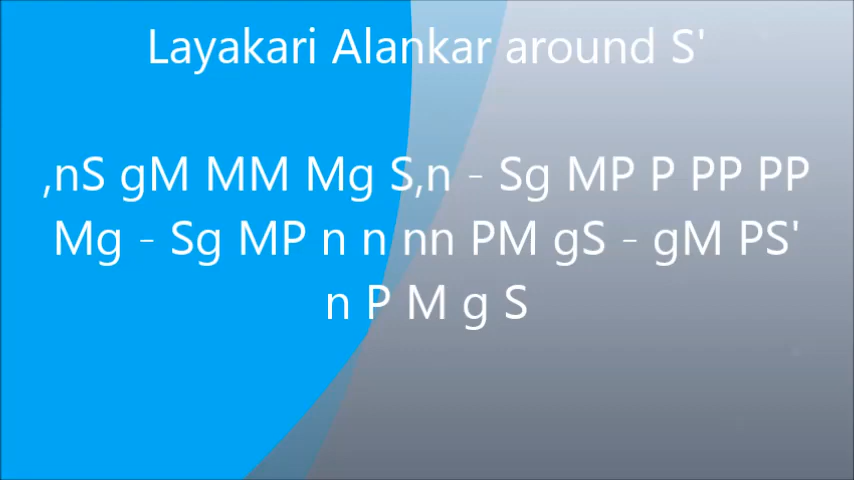 Layakari Alankar around S'
,nS gM MM Mg S,n - Sg MP P PP PP
Mg - Sg MP n n nn PM gS - gM PS'
n P M g S